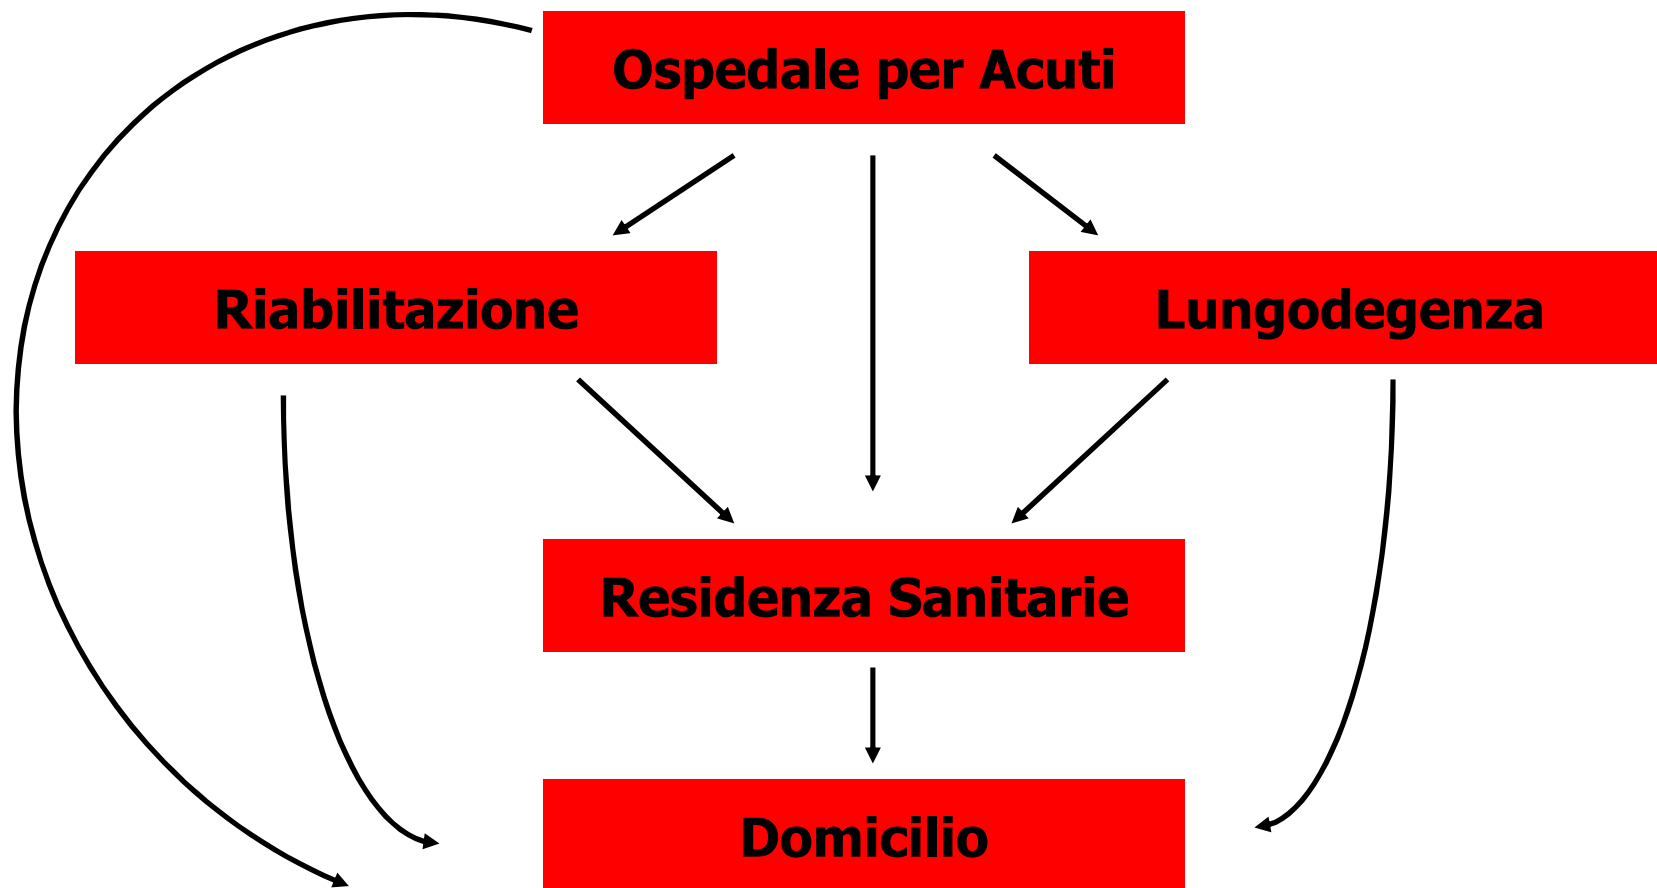 Ospedale per Acuti
Riabilitazione
Lungodegenza
Residenza Sanitarie
Domicilio